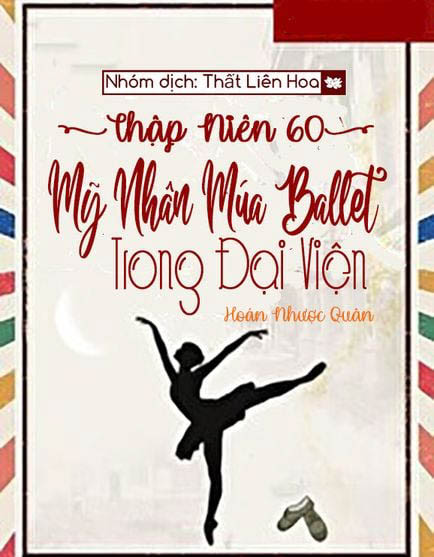 Nhóm dịch: Thất Liên Hoa
Thập Niên 60
Mỹ Nhân Múa Ballet
Trong Đại Viện
Hoán Nhược Quân